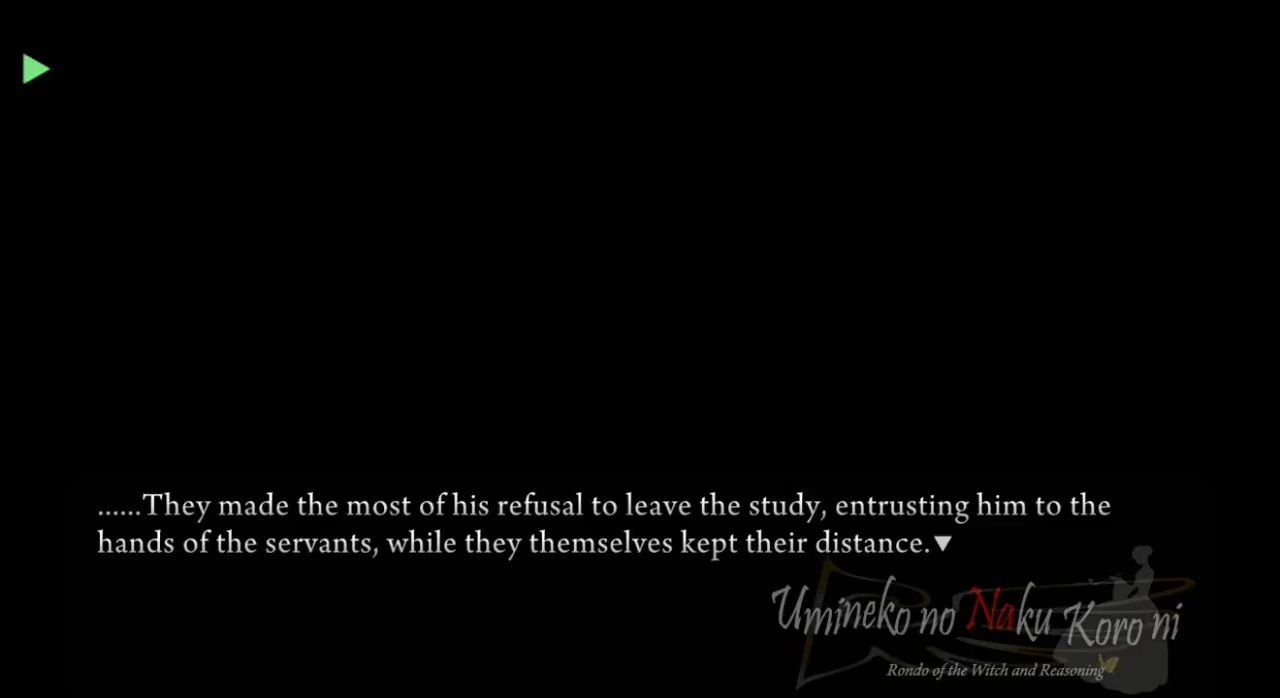 ......They made the most of his refusal to leave the study, entrusting him to the
hands of the servants, while they themselves kept their distance.▼
Umineko no Naku Koro ni
Rondo of the Witch and Reasoning